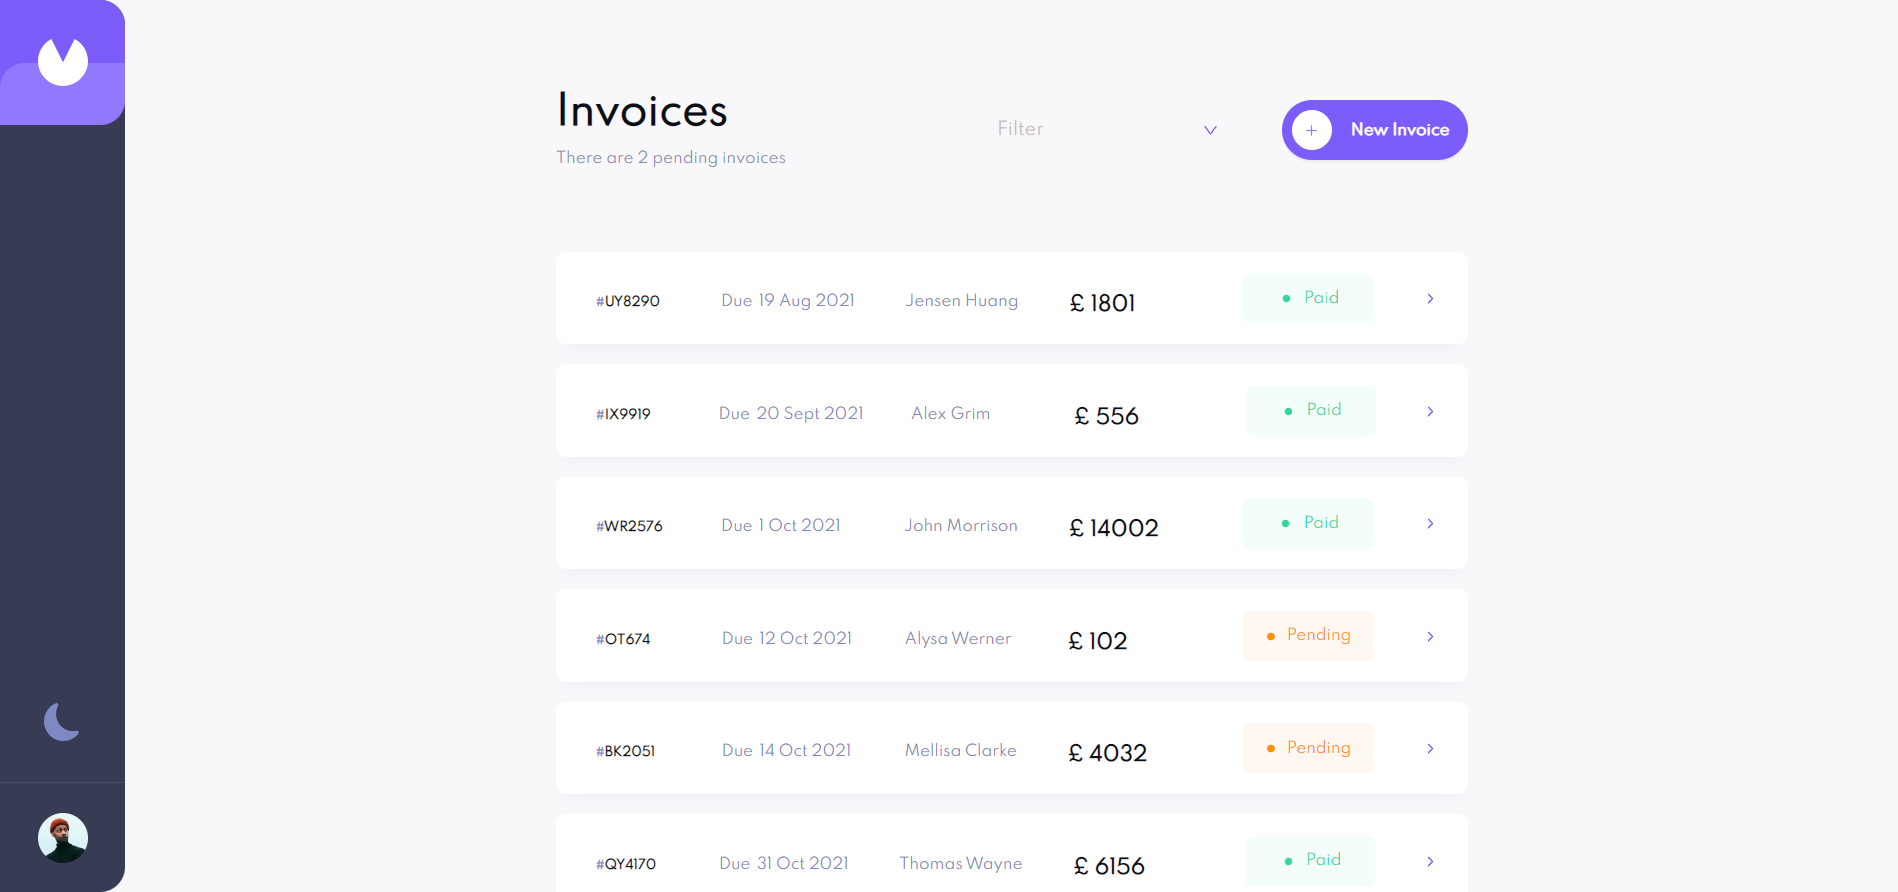 Invoices
There are 2 pending invoices
Filter
New Invoice
#UY8290 Due 19 Aug 2021 Jensen Huang £ 1801 Paid
#IX9919 Due 20 Sept 2021 Alex Grim £ 556 Paid
#WR2576 Due 1 Oct 2021 John Morrison £ 14002 Paid
#OT674 Due 12 Oct 2021 Alysa Werner £ 102 Pending
#BK2051 Due 14 Oct 2021 Mellisa Clarke £ 4032 Pending
#QY4170 Due 31 Oct 2021 Thomas Wayne £ 6156 Paid